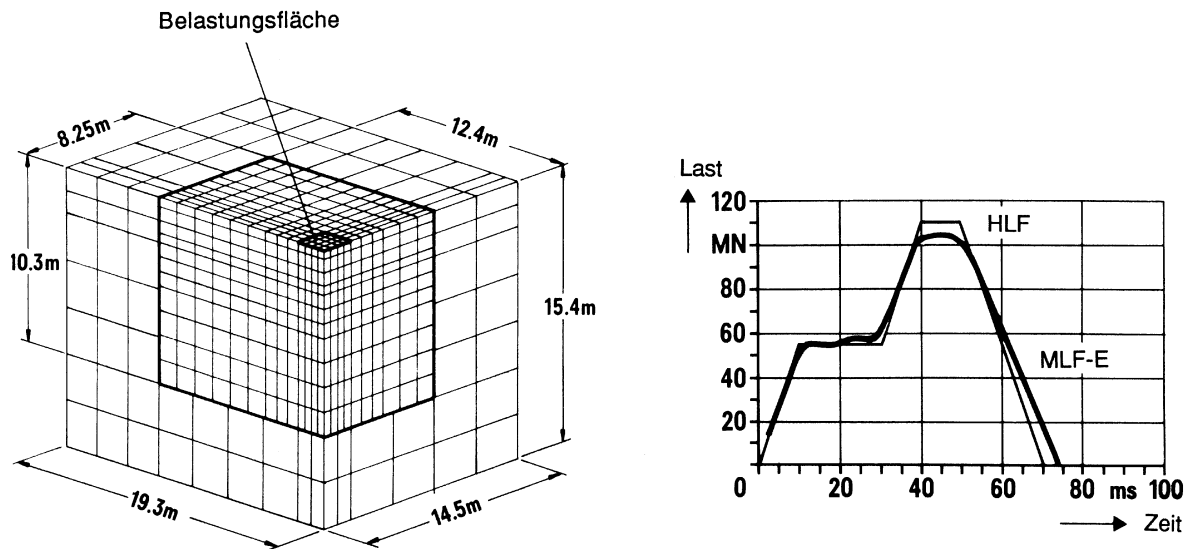 Belastungsfläche
8.25m
12.4m
10.3m
15.4m
19.3m
14.5m
Last
120
MN
80
60
40
20
0 20 40 60 80 ms 100
Zeit
HLF
MLF-E